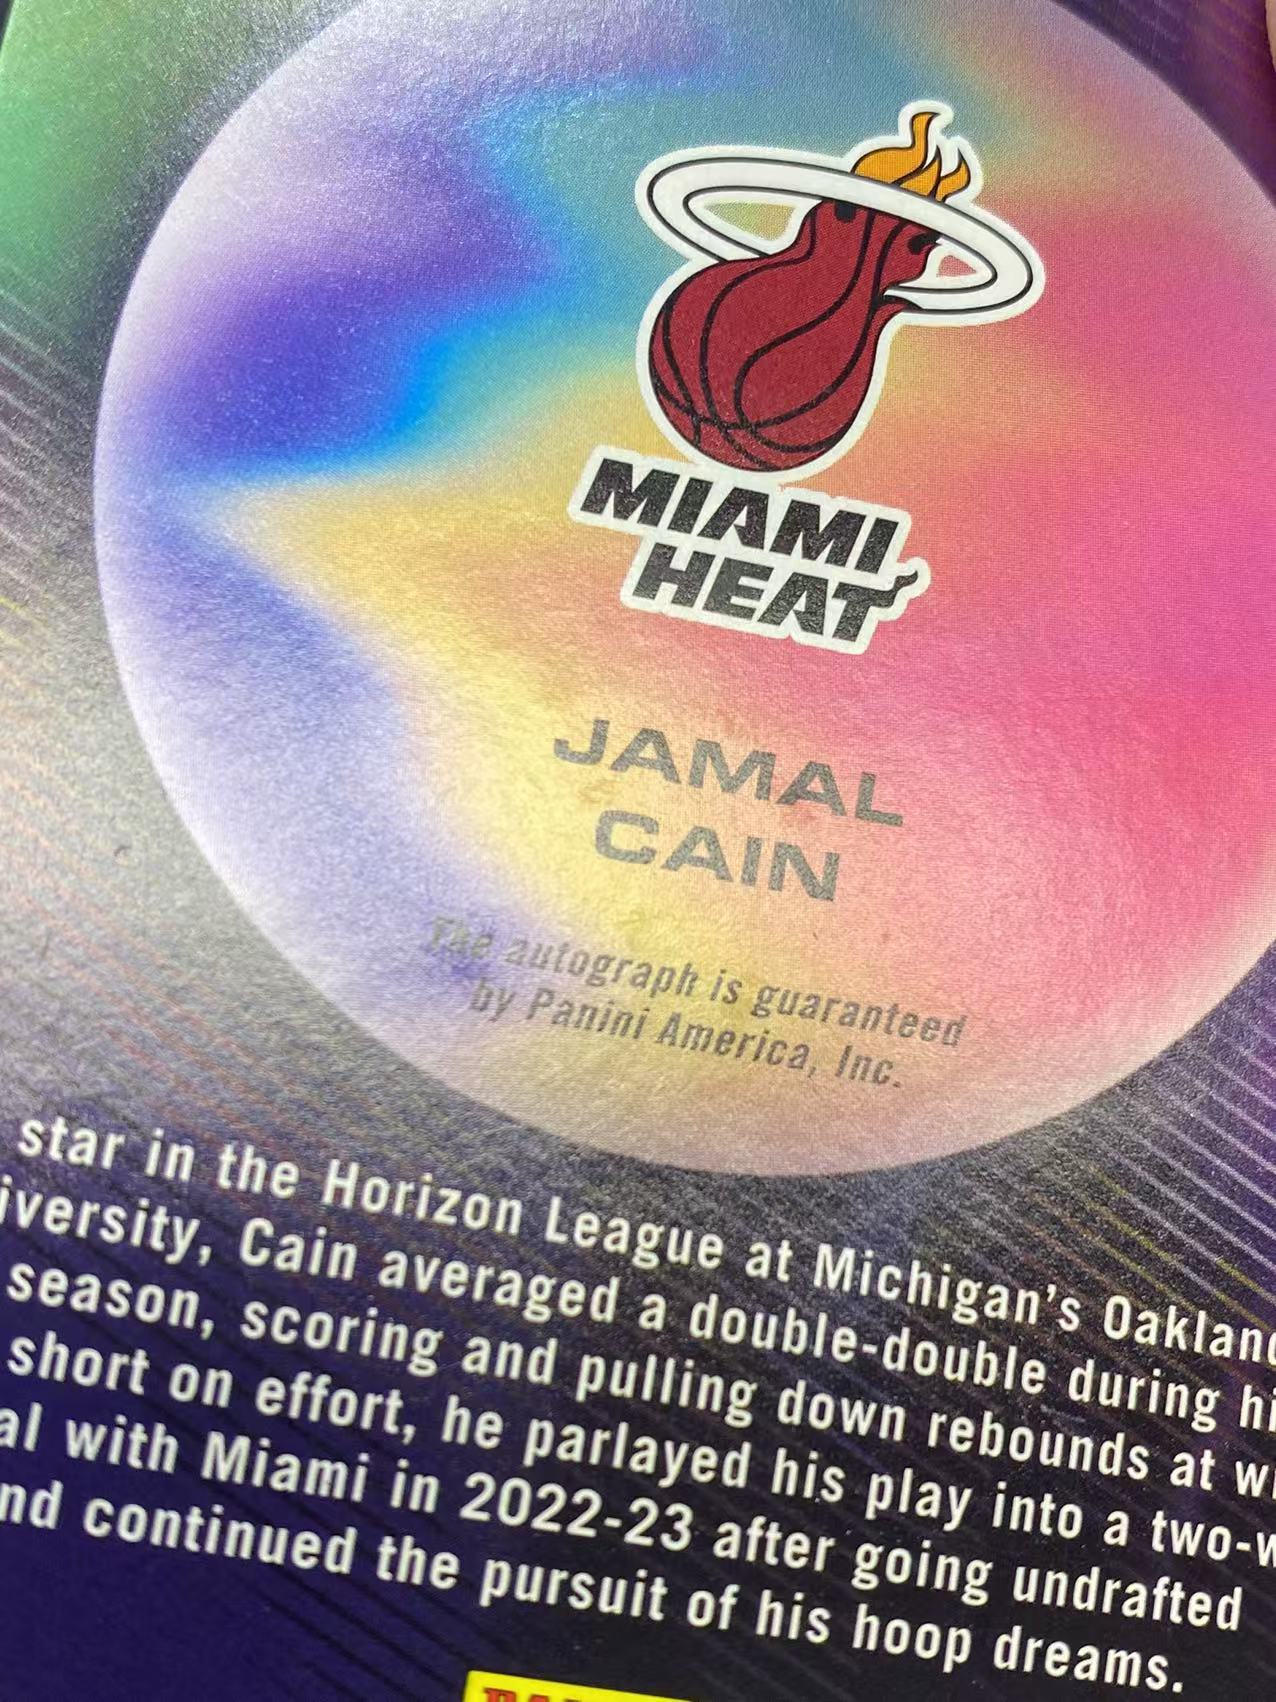 MIAMI
HEAT
JAMAL
CAIN
The autograph is guaranteed
by Panini America, Inc.
star in the Horizon League at Michigan's Oakland
iversity, Cain averaged a double-double during hi
season, scoring and pulling down rebounds at wi
short on effort, he parlayed his play into a two-w
al with Miami in 2022-23 after going undrafted
nd continued the pursuit of his hoop dreams.